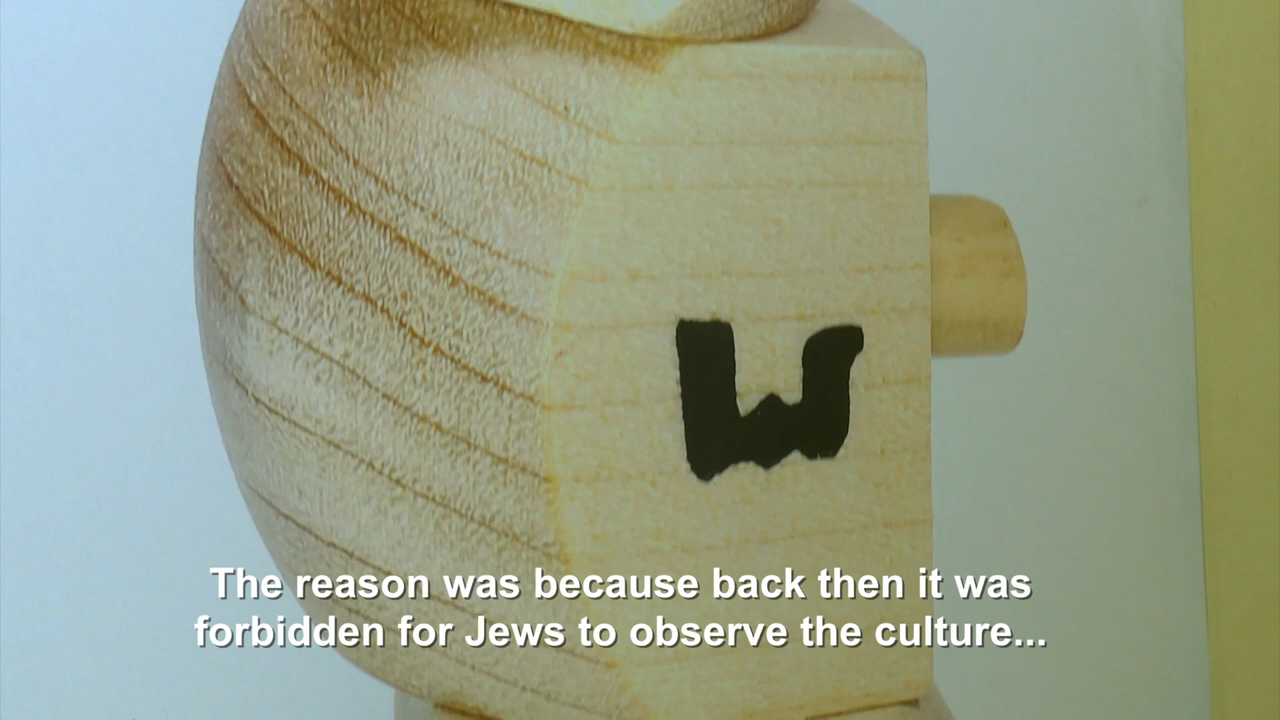 נ
The reason was because back then it was
forbidden for Jews to observe the culture...